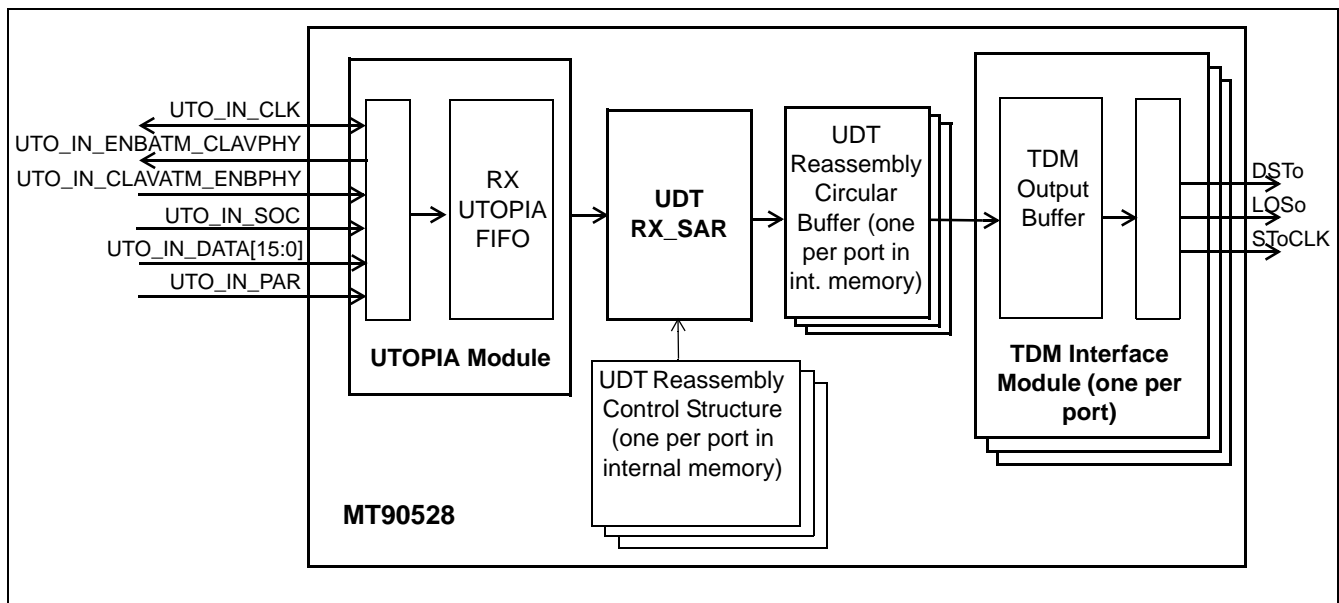 UTO_IN_CLK
UTO_IN_ENBATM_CLAVPHY
UTO_IN_CLAVATM_ENBPHY
UTO_IN_SOC
UTO_IN_DATA[15:0]
UTO_IN_PAR
RX
UTOPIA
FIFO
UTOPIA Module
UDT
RX_SAR
UDT
Reassembly
Circular
Buffer (one
per port in
int. memory)
UDT Reassembly
Control Structure
(one per port in
internal memory)
TDM
Output
Buffer
TDM Interface
Module (one per
port)
DSTo
LOSo
SToCLK
MT90528